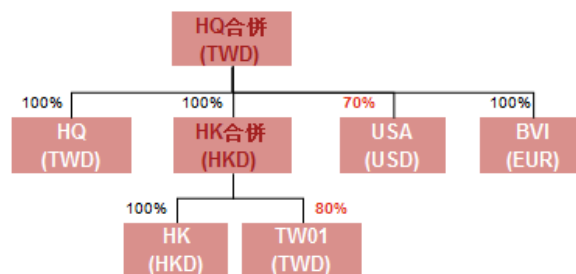 HQ合併
(TWD)
100%
100%
70%
100%
HQ
(TWD)
HK合併
(HKD)
USA
(USD)
BVI
(EUR)
100%
80%
HK
(HKD)
TW01
(TWD)